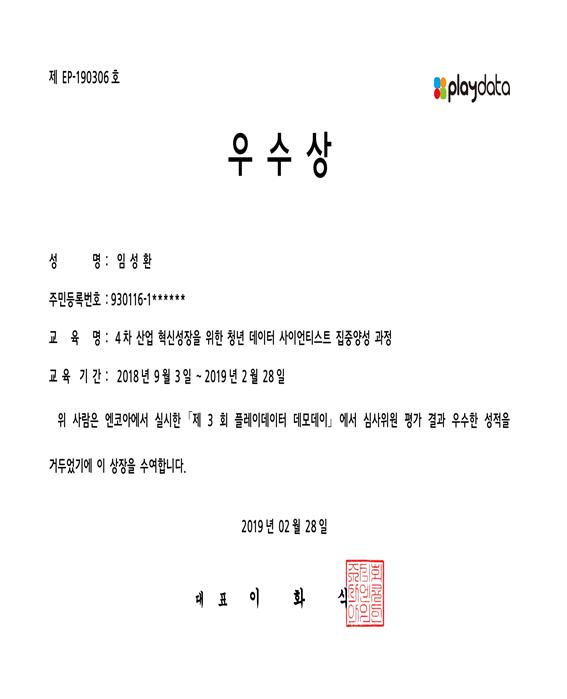 제 EP-190306 호
playdata
우 수 상
성 명 : 임 성 환
주민등록번호 : 930116-1******
교 육 명 : 4차 산업 혁신성장을 위한 청년 데이터 사이언티스트 집중양성 과정
교 육 기 간 : 2018 년 9 월 3 일 ~ 2019 년 2 월 28 일
위 사람은 엔코아에서 실시한 「제 3 회 플레이데이터 데모데이」에서 심사위원 평가 결과 우수한 성적을
거두었기에 이 상장을 수여합니다.
2019 년 02 월 28 일
대 표 이 화 식